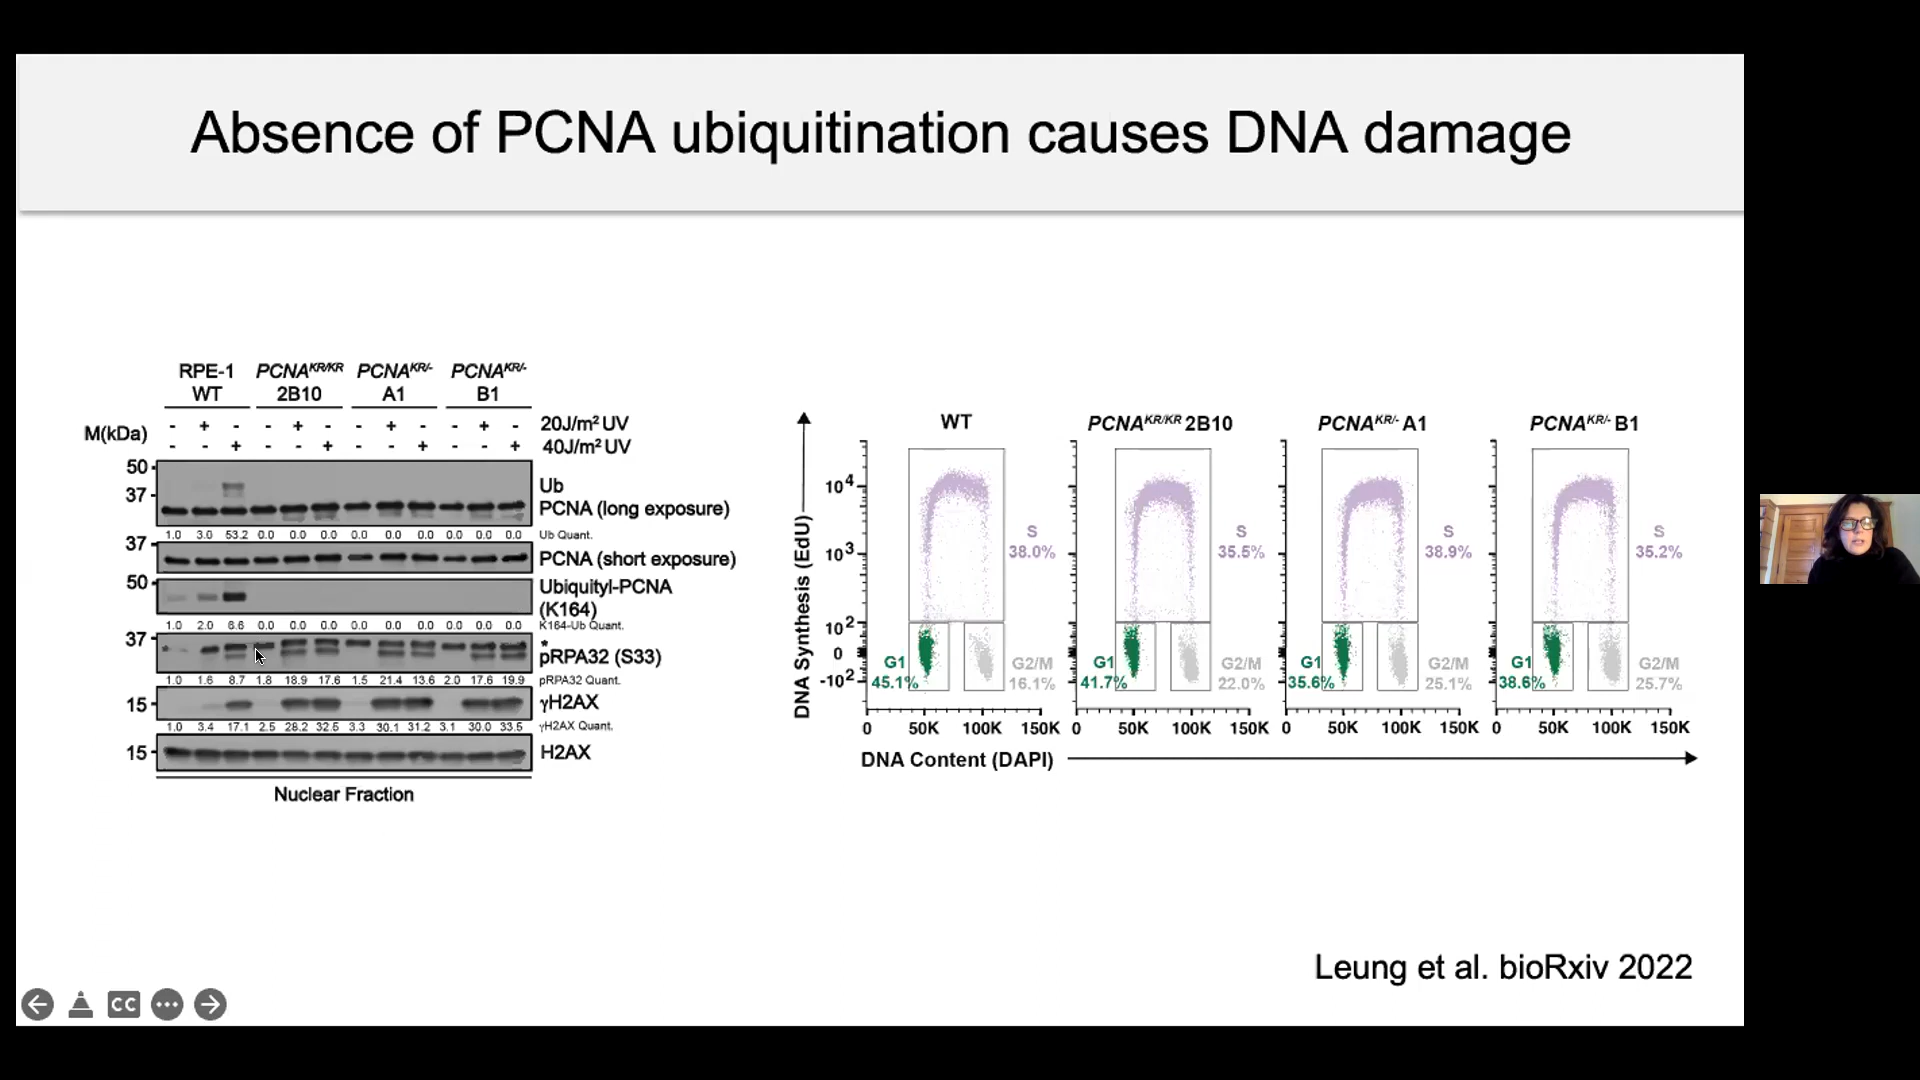 Absence of PCNA ubiquitination causes DNA damage
RPE-1 PCNAKR/KR PCNAKR/- PCNAKR/-
WT 2B10 A1 B1
M(kDa)
- + - - + - - + - - + - 20J/m2 UV
- - + - - + - - + - - + 40J/m2 UV
50
37
Ub
PCNA (long exposure)
1.0 3.0 53.2 0.0 0.0 0.0 0.0 0.0 0.0 0.0 0.0 0.0 Ub Quant.
37
PCNA (short exposure)
50
Ubiquityl-PCNA
(K164)
1.0 2.0 6.6 0.0 0.0 0.0 0.0 0.0 0.0 0.0 0.0 0.0 K164-Ub Quant.
37
*
* pRPA32 (S33)
1.0 1.6 8.7 1.8 18.9 17.6 1.5 21.4 13.6 2.0 17.6 19.9 pRPA32 Quant.
15 γH2AX
1.0 3.4 17.1 2.5 28.2 32.5 3.3 30.1 31.2 3.1 30.0 33.5 γH2AX Quant.
15 H2AX
Nuclear Fraction
DNA Synthesis (EdU)
104
103
102
0
-102
WT
S
38.0%
G1
45.1%
G2/M
16.1%
0 50K 100K 150K
PCNAKR/KR 2B10
S
35.5%
G1
41.7%
G2/M
22.0%
0 50K 100K 150K
PCNAKR/- A1
S
38.9%
G1
35.6%
G2/M
25.1%
0 50K 100K 150K
PCNAKR/- B1
S
35.2%
G1
38.6%
G2/M
25.7%
0 50K 100K 150K
DNA Content (DAPI)
Leung et al. bioRxiv 2022
CC